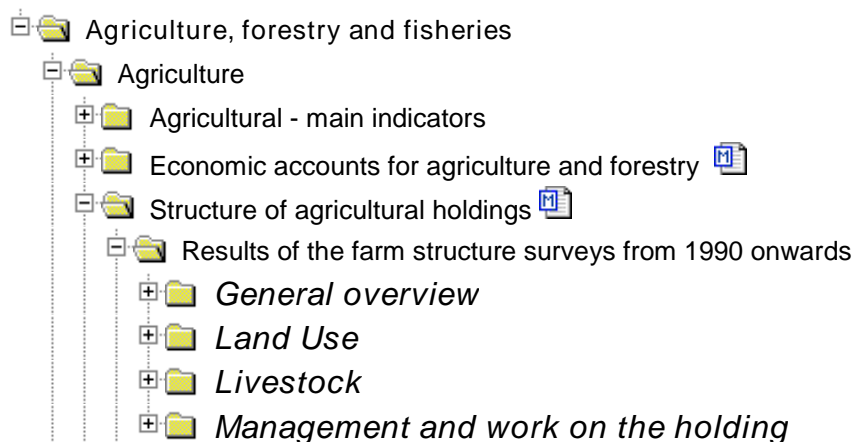 Agriculture, forestry and fisheries
Agriculture
Agricultural - main indicators
Economic accounts for agriculture and forestry M
Structure of agricultural holdings M
Results of the farm structure surveys from 1990 onwards
General overview
Land Use
Livestock
Management and work on the holding